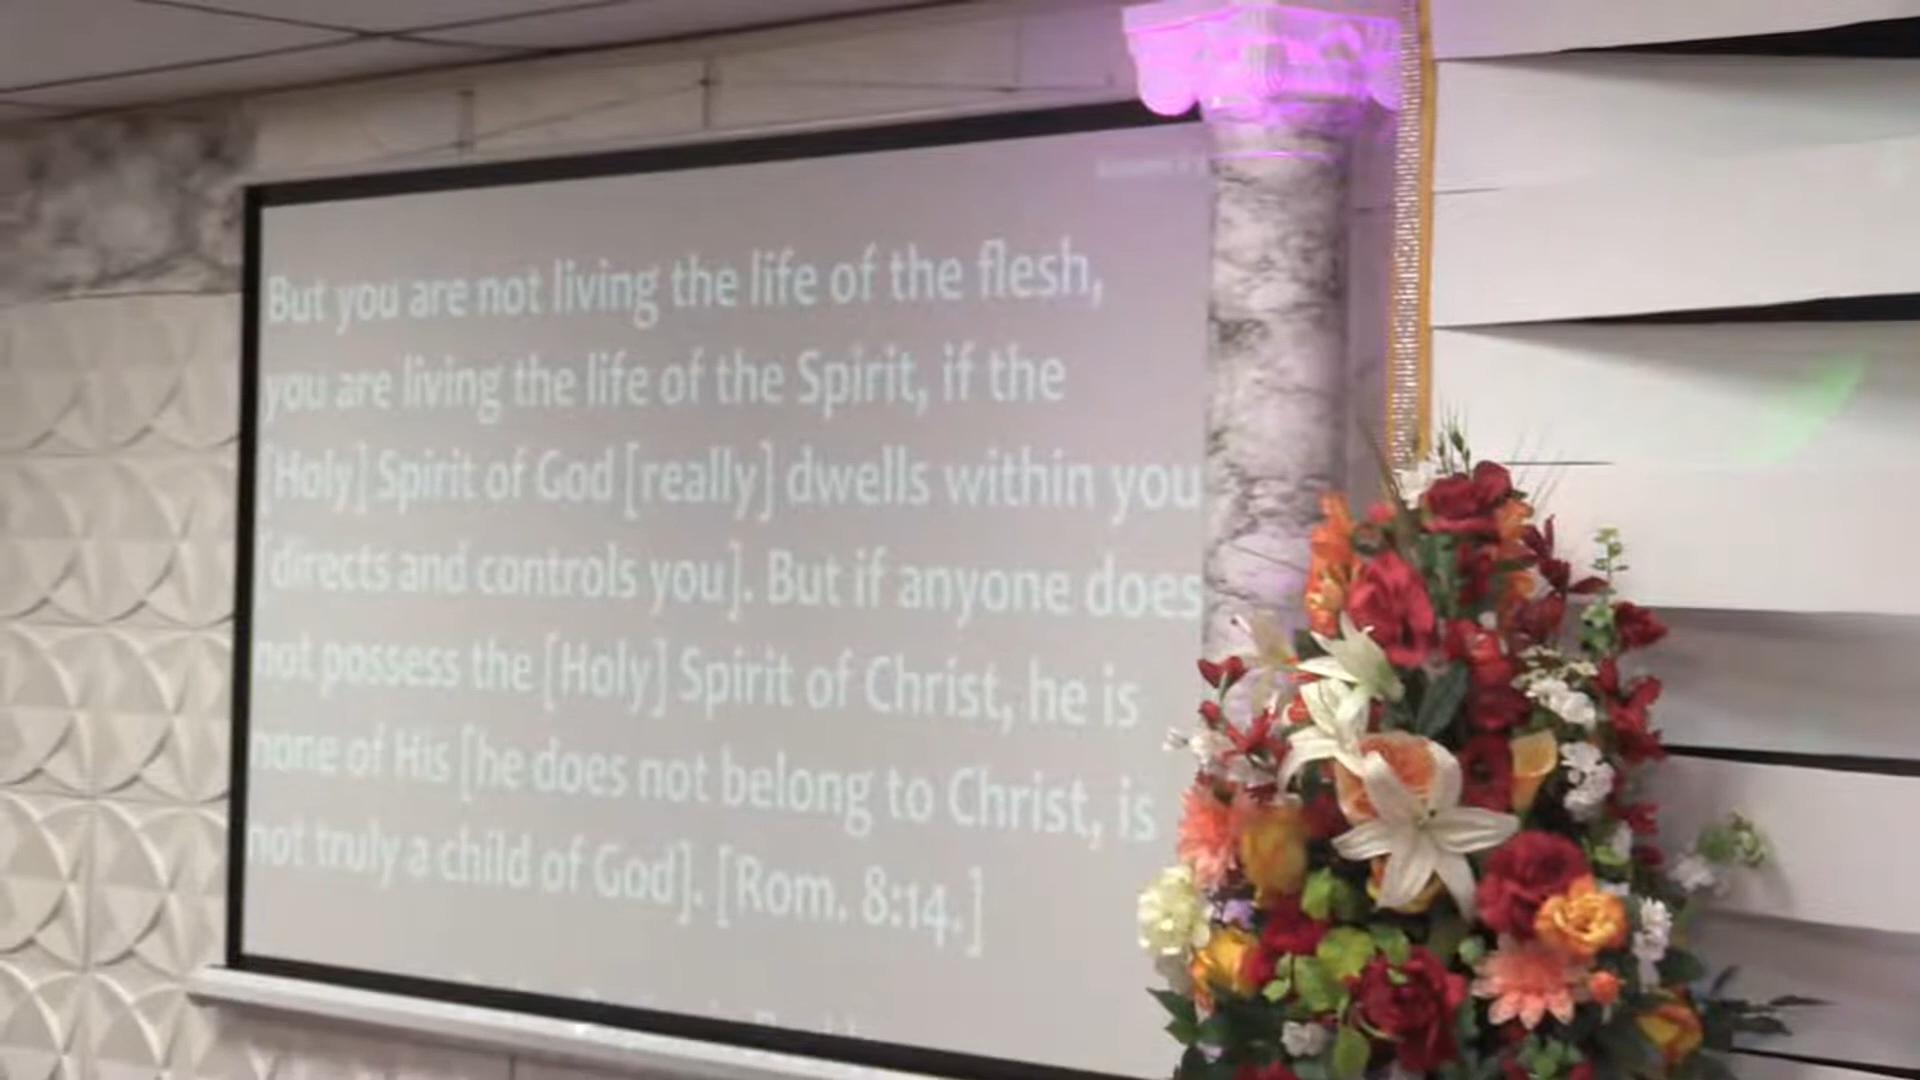 But you are not living the life of the flesh,
you are living the life of the Spirit, if the
[Holy] Spirit of God [really] dwells within you
[directs and controls you]. But if anyone does
not possess the [Holy] Spirit of Christ, he is
none of His [he does not belong to Christ, is
not truly a child of God]. [Rom. 8:14.]